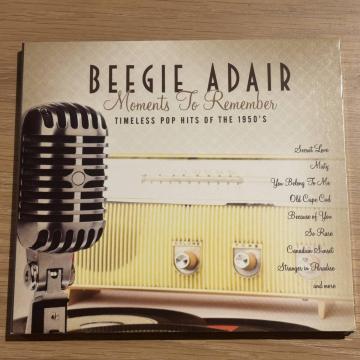 BEEGIE ADAIR
Moments To Remember
TIMELESS POP HITS OF THE 1950'S
Secret Love
Misty
You Belong To Me
Old Cape Cod
Because of You
So Rare
Canadian Sunset
Stranger in Paradise
and more